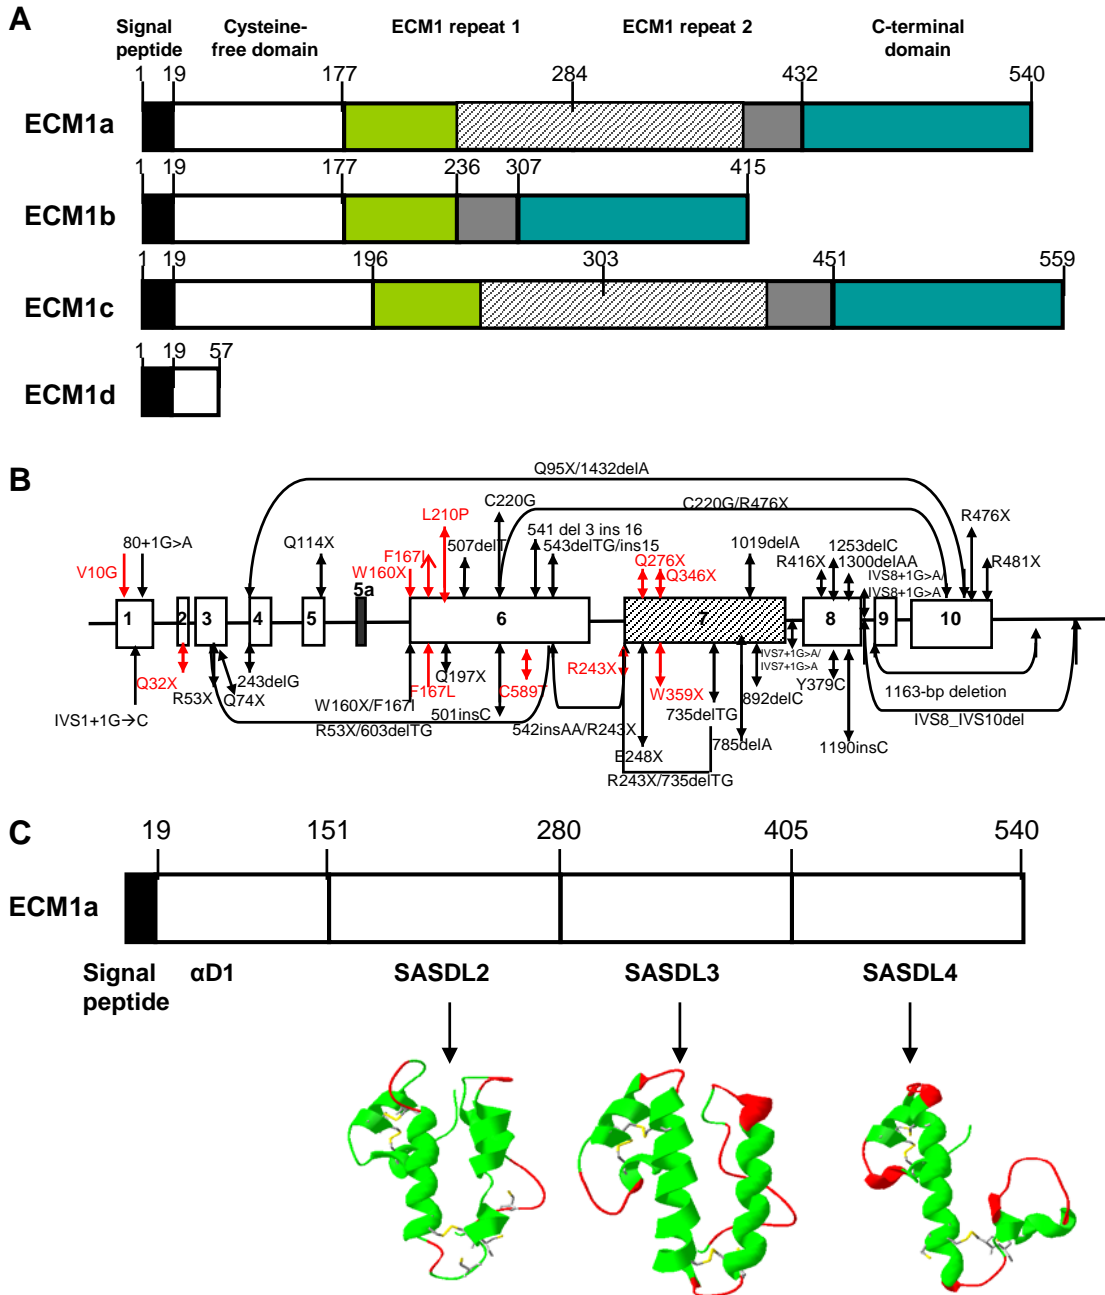 A
Signal
peptide
Cysteine-
free domain
ECM1 repeat 1
ECM1 repeat 2
C-terminal
domain
1 19 177 284 432 540
ECM1a
1 19 177 236 307 415
ECM1b
1 19 196 303 451 559
ECM1c
1 19 57
ECM1d
B
Q95X/1432delA
C220G
C220G/R476X
L210P
R476X
80+1G>A
Q114X
507delT
541 del 3 ins 16
543delTG/ins15
1019delA
1253delC
1300delAA
R416X
R481X
V10G
F167I
W160X
Q276X
Q346X
IVS8+1G>A/
IVS8+1G>A
5a
1 2 3 4 5 6 7 8 9 10
IVS7+1G>A/
IVS7+1G>A
Q32X
R53X
Q74X
243delG
W160X/F167I
F167L
Q197X
C589T
R243X
W359X
892delC
Y379C
1163-bp deletion
IVS1+1G→C
R53X/603delTG
501insC
542insAA/R243X
735delTG
IVS8_IVS10del
E248X
785delA
1190insC
R243X/735delTG
C
19 151 280 405 540
ECM1a
Signal
peptide
αD1
SASDL2
SASDL3
SASDL4